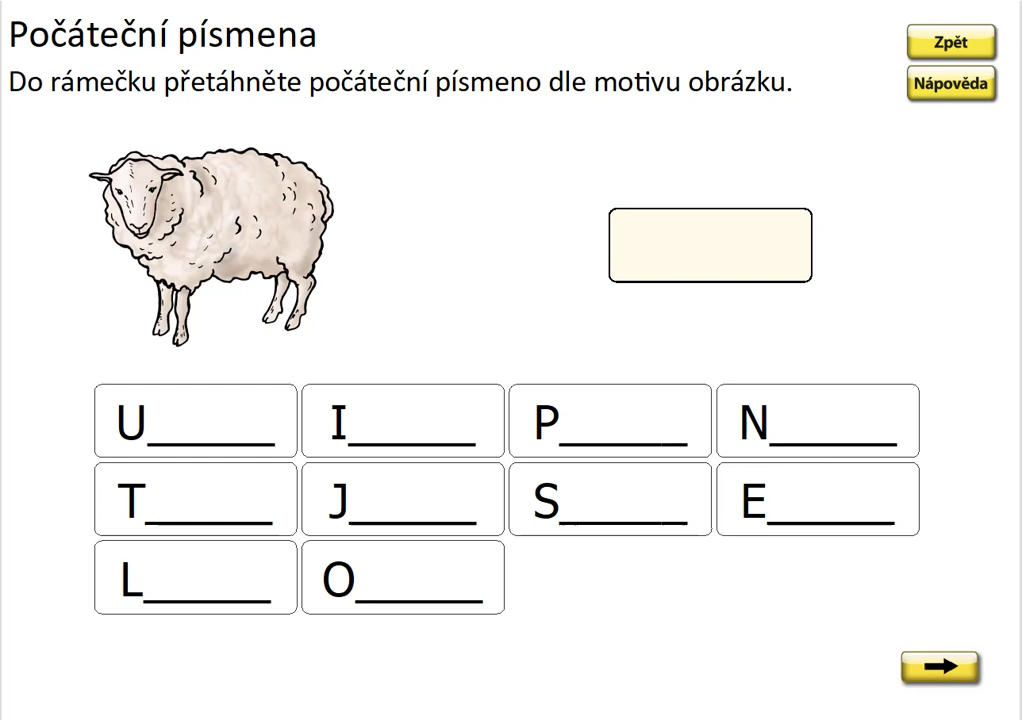 Počáteční písmena
Zpět
Do rámečku přetáhněte počáteční písmeno dle motivu obrázku.
Nápověda
U______ I______ P______ N______
T______ J______ S______ E______
L______ O______